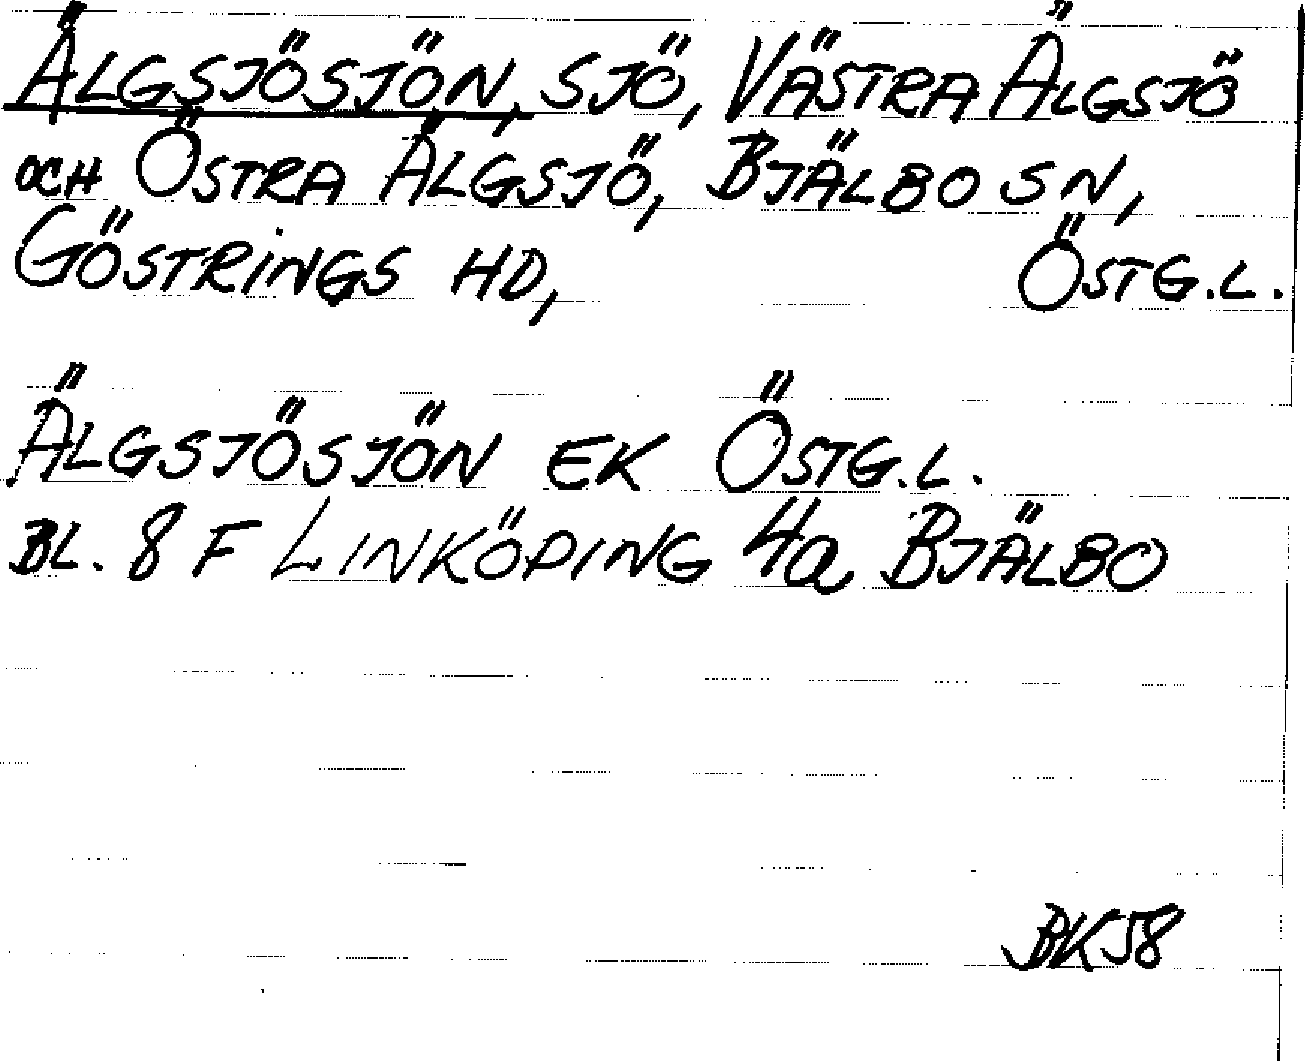 ÄLGSJÖSJÖN, SJÖ, VÄSTRA ÄLGSJÖ
OCH ÖSTRA ÄLGSJÖ, BJÄLBO SN,
GÖSTRINGS HD, ÖSTG.L.
ÄLGSJÖSJÖN EK ÖSTG.L.
BL. 8 F LINKÖPING 4a BJÄLBO
BK58